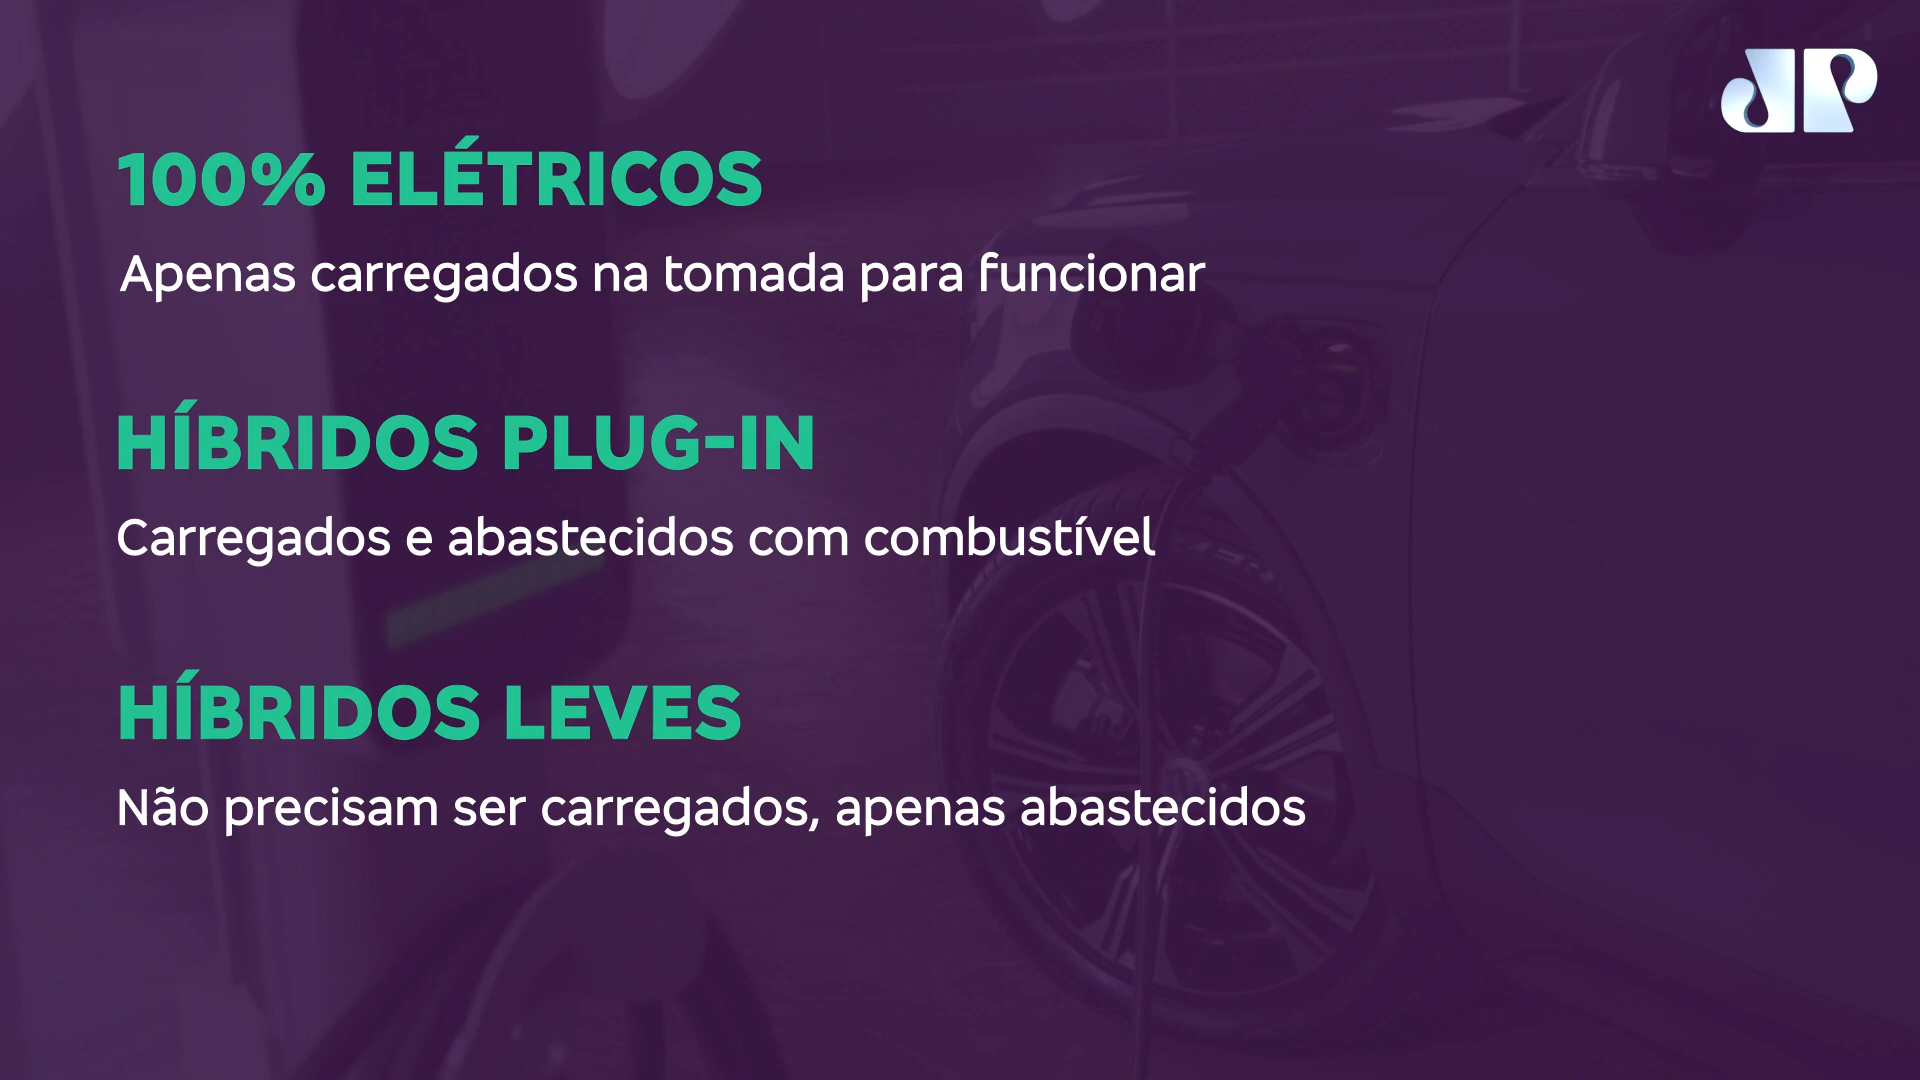 JP
100% ELÉTRICOS
Apenas carregados na tomada para funcionar
HÍBRIDOS PLUG-IN
Carregados e abastecidos com combustível
HÍBRIDOS LEVES
Não precisam ser carregados, apenas abastecidos